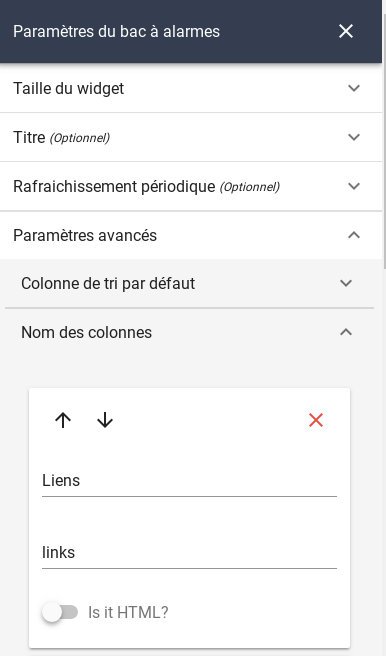 Paramètres du bac à alarmes
Taille du widget
Titre (Optionnel)
Rafraichissement périodique (Optionnel)
Paramètres avancés
Colonne de tri par défaut
Nom des colonnes
Liens
links
Is it HTML?